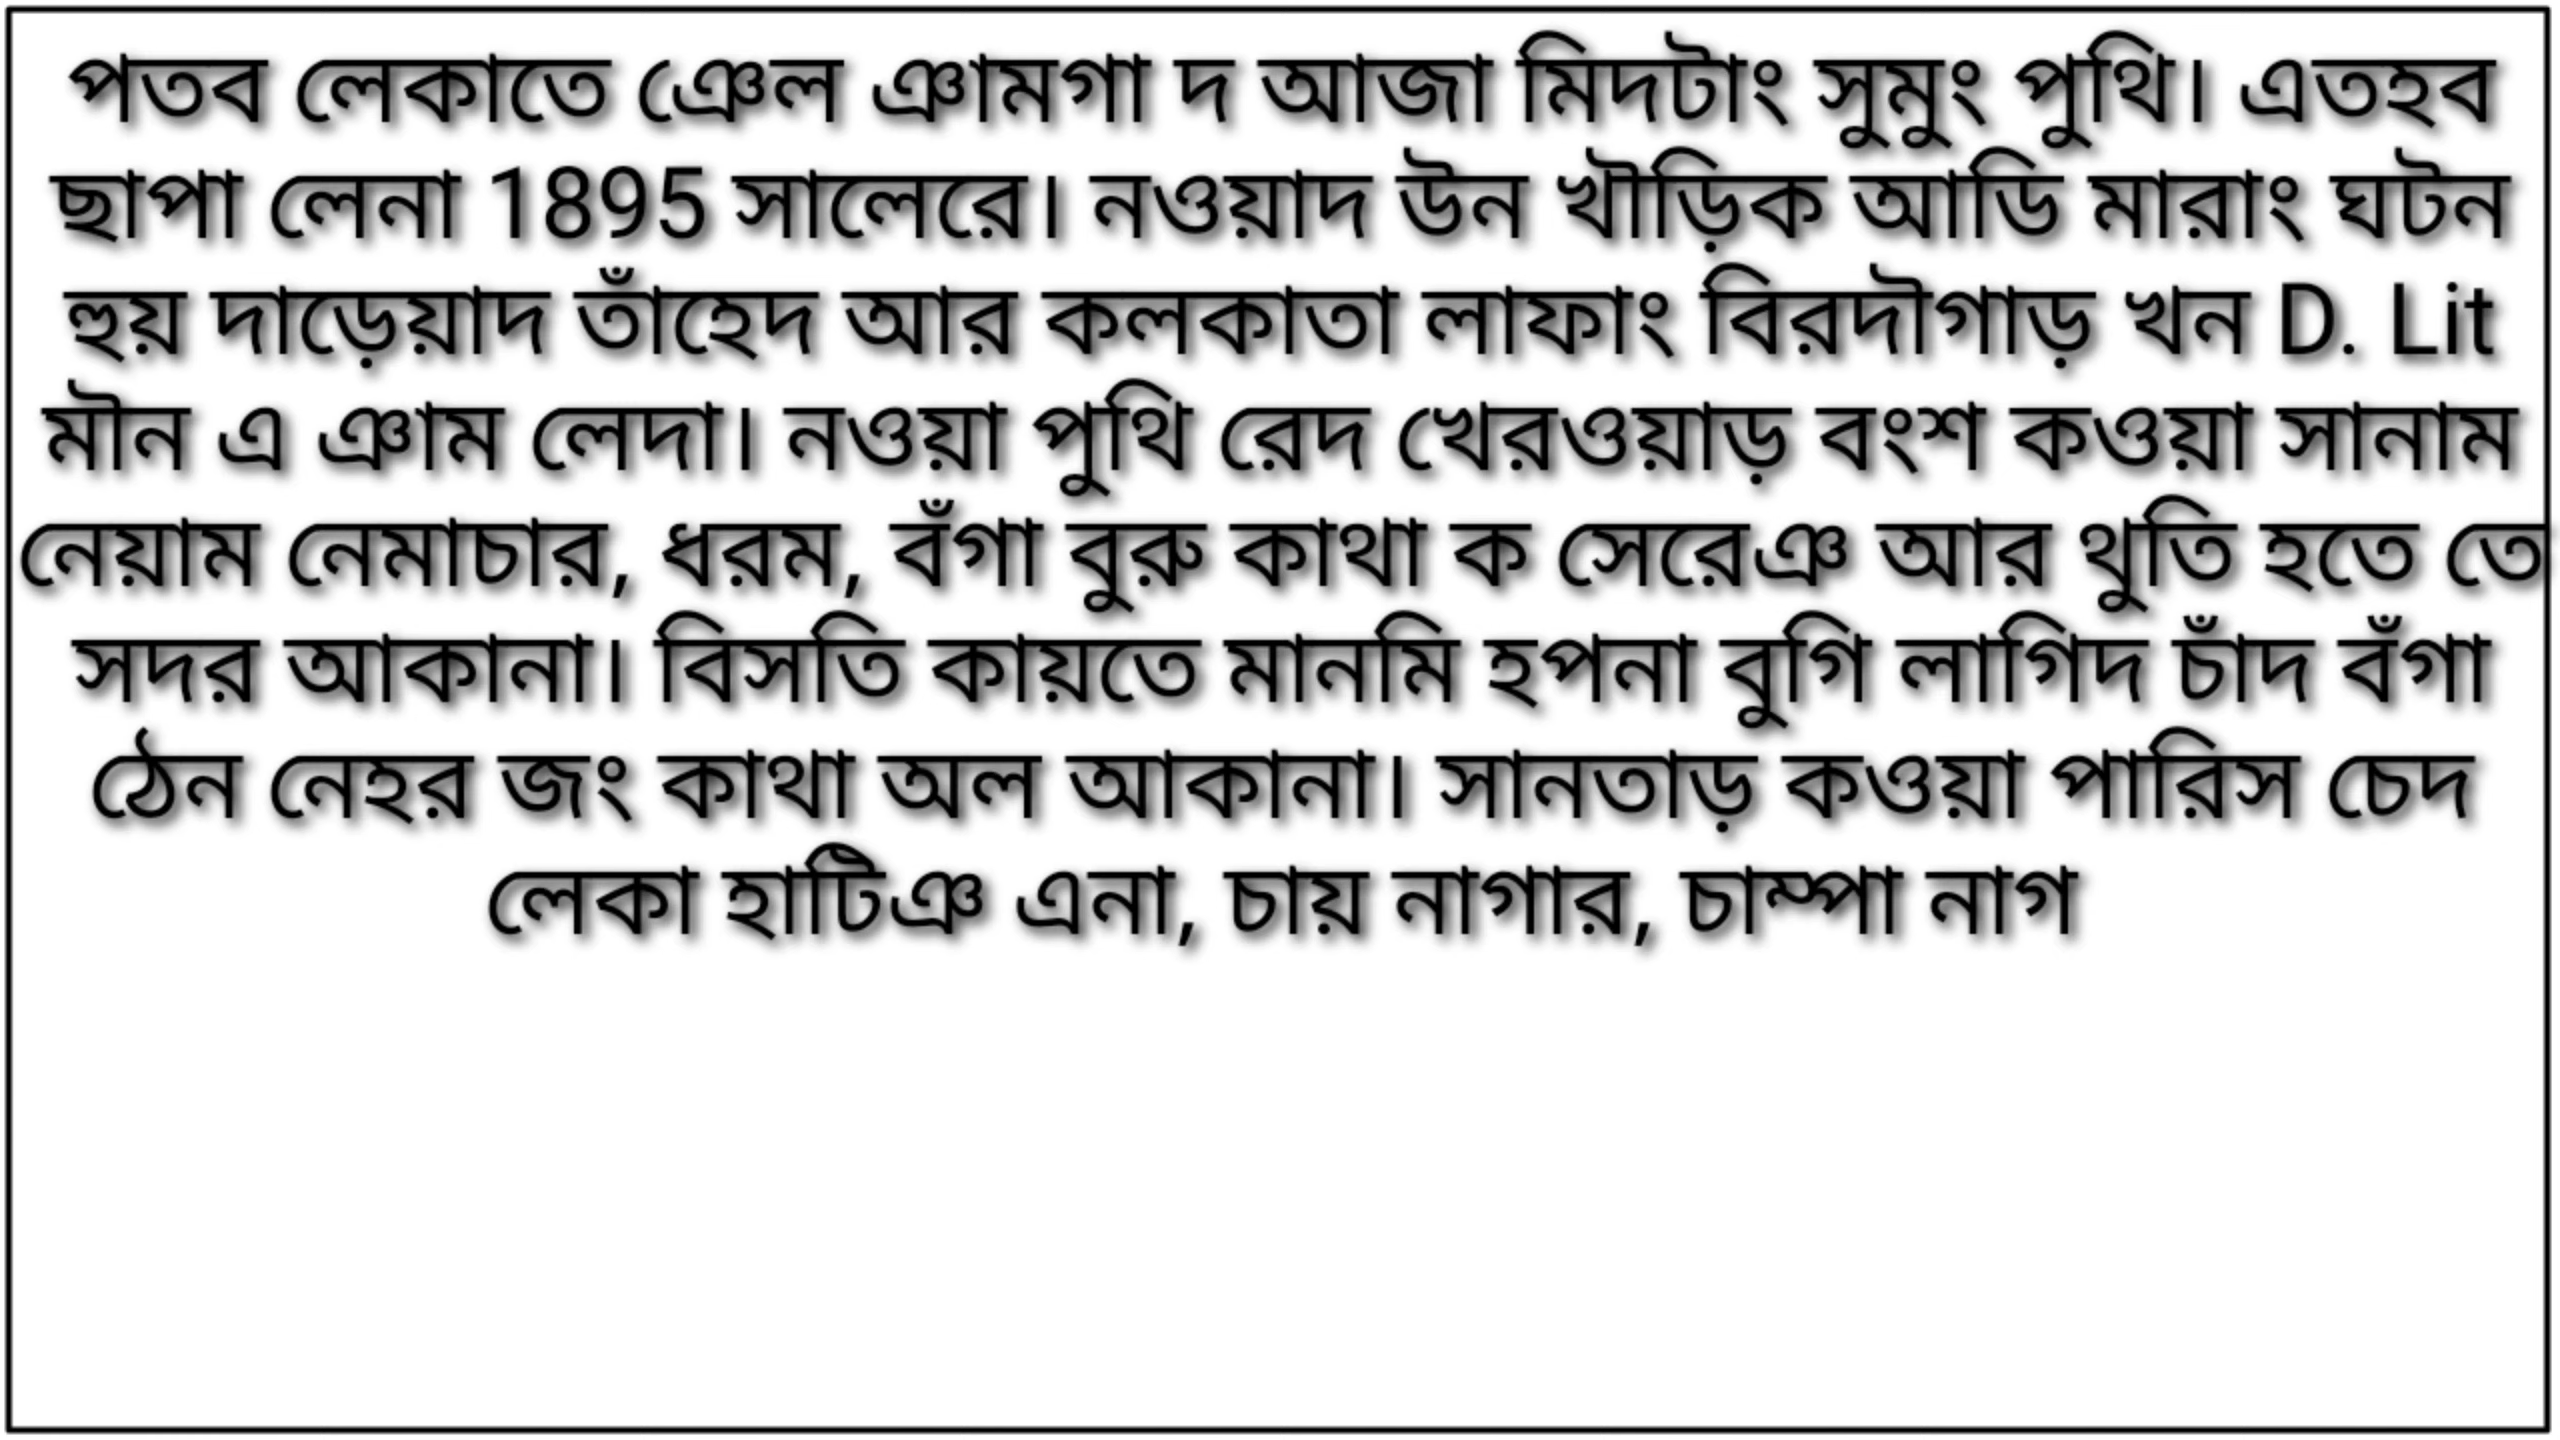 পতব লেকাতে ঞেল ঞামগা দ আজা মিদটাং সুমুং পুথি। এতহব
ছাপা লেনা 1895 সালেরে। নওয়াদ উন খৗড়িক আডি মারাং ঘটন
হুয় দাড়েয়াদ তাঁহেদ আর কলকাতা লাফাং বিরদৗগাড় খন D. Lit
মৗন এ ঞাম লেদা। নওয়া পুথি রেদ খেরওয়াড় বংশ কওয়া সানাম
নেয়াম নেমাচার, ধরম, বঁগা বুরু কাথা ক সেরেঞ আর থুতি হতে তে
সদর আকানা। বিসতি কায়তে মানমি হপনা বুগি লাগিদ চাঁদ বঁগা
ঠেন নেহর জং কাথা অল আকানা। সানতাড় কওয়া পারিস চেদ
লেকা হাটিঞ এনা, চায় নাগার, চাম্পা নাগ